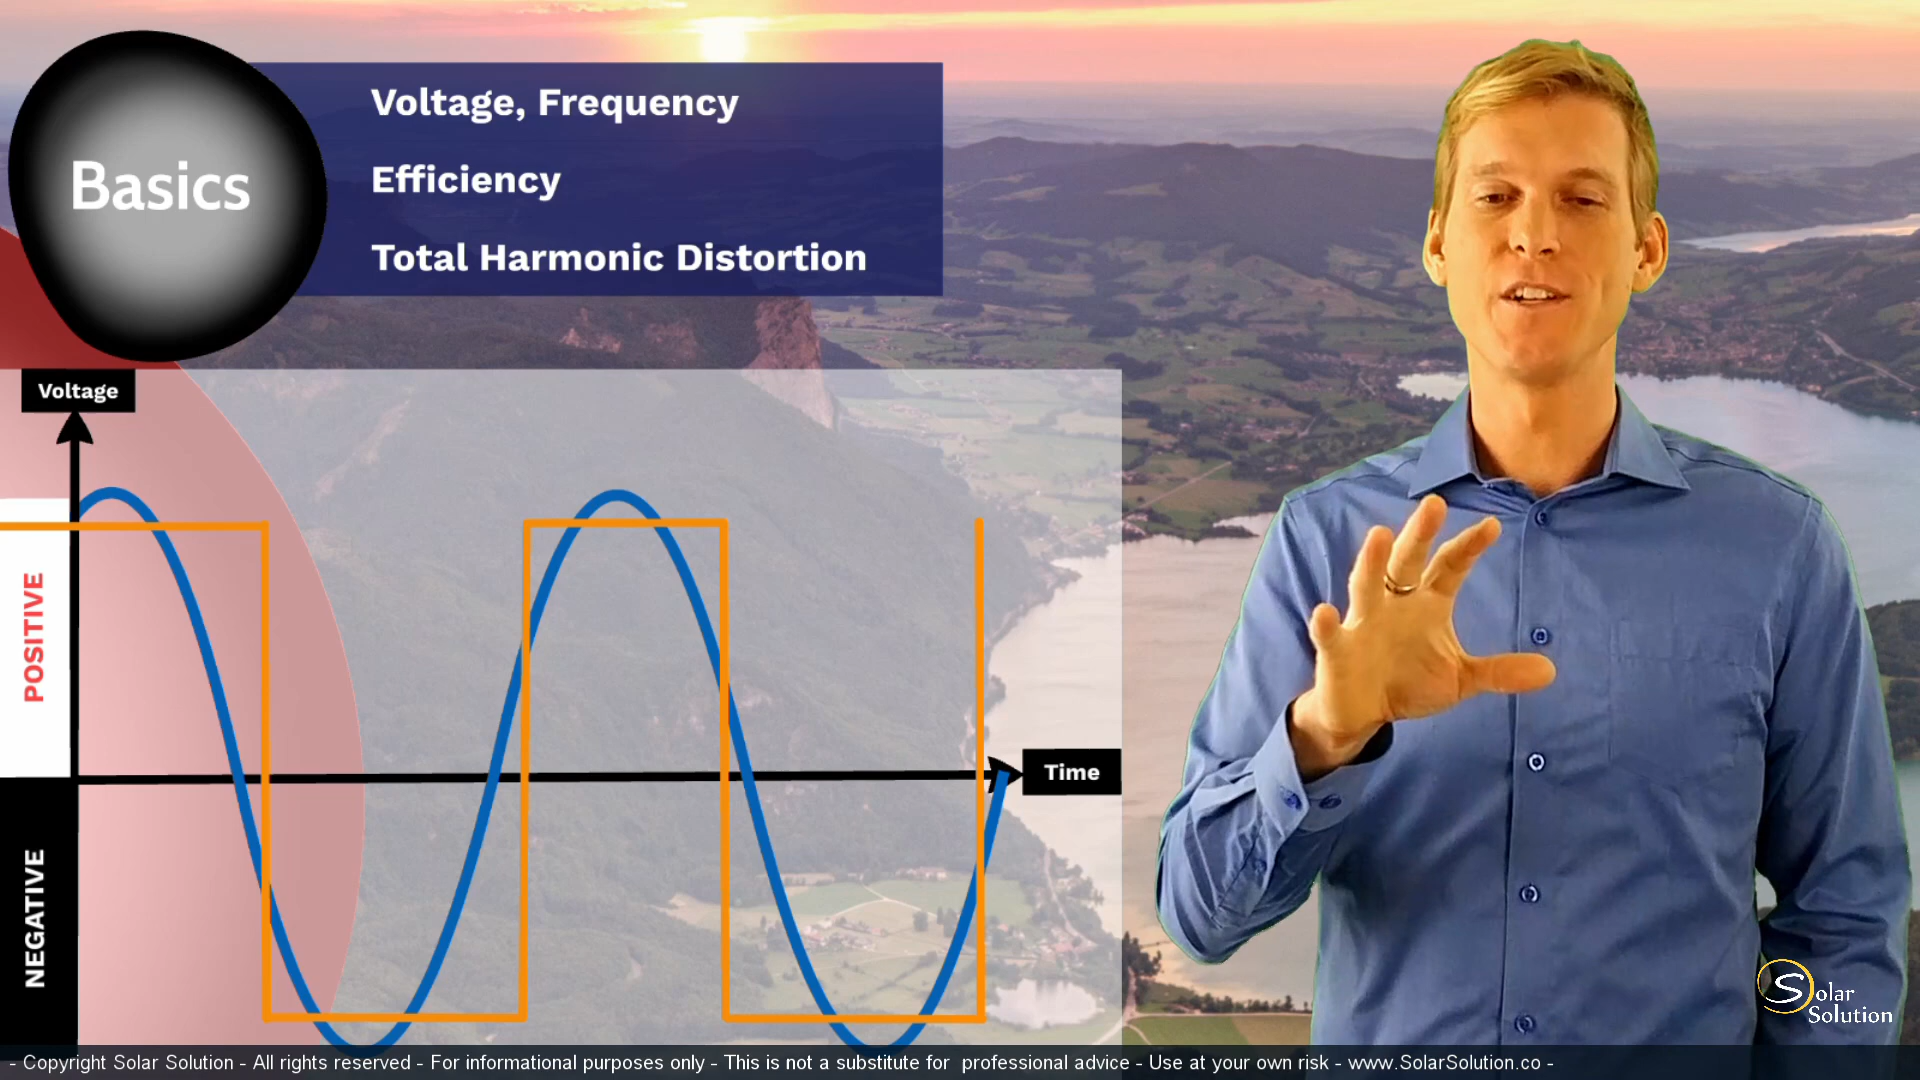 Basics
Voltage, Frequency
Efficiency
Total Harmonic Distortion
Voltage
POSITIVE
Time
NEGATIVE
Solar
Solution
- Copyright Solar Solution - All rights reserved - For informational purposes only - This is not a substitute for professional advice - Use at your own risk - www.SolarSolution.co -